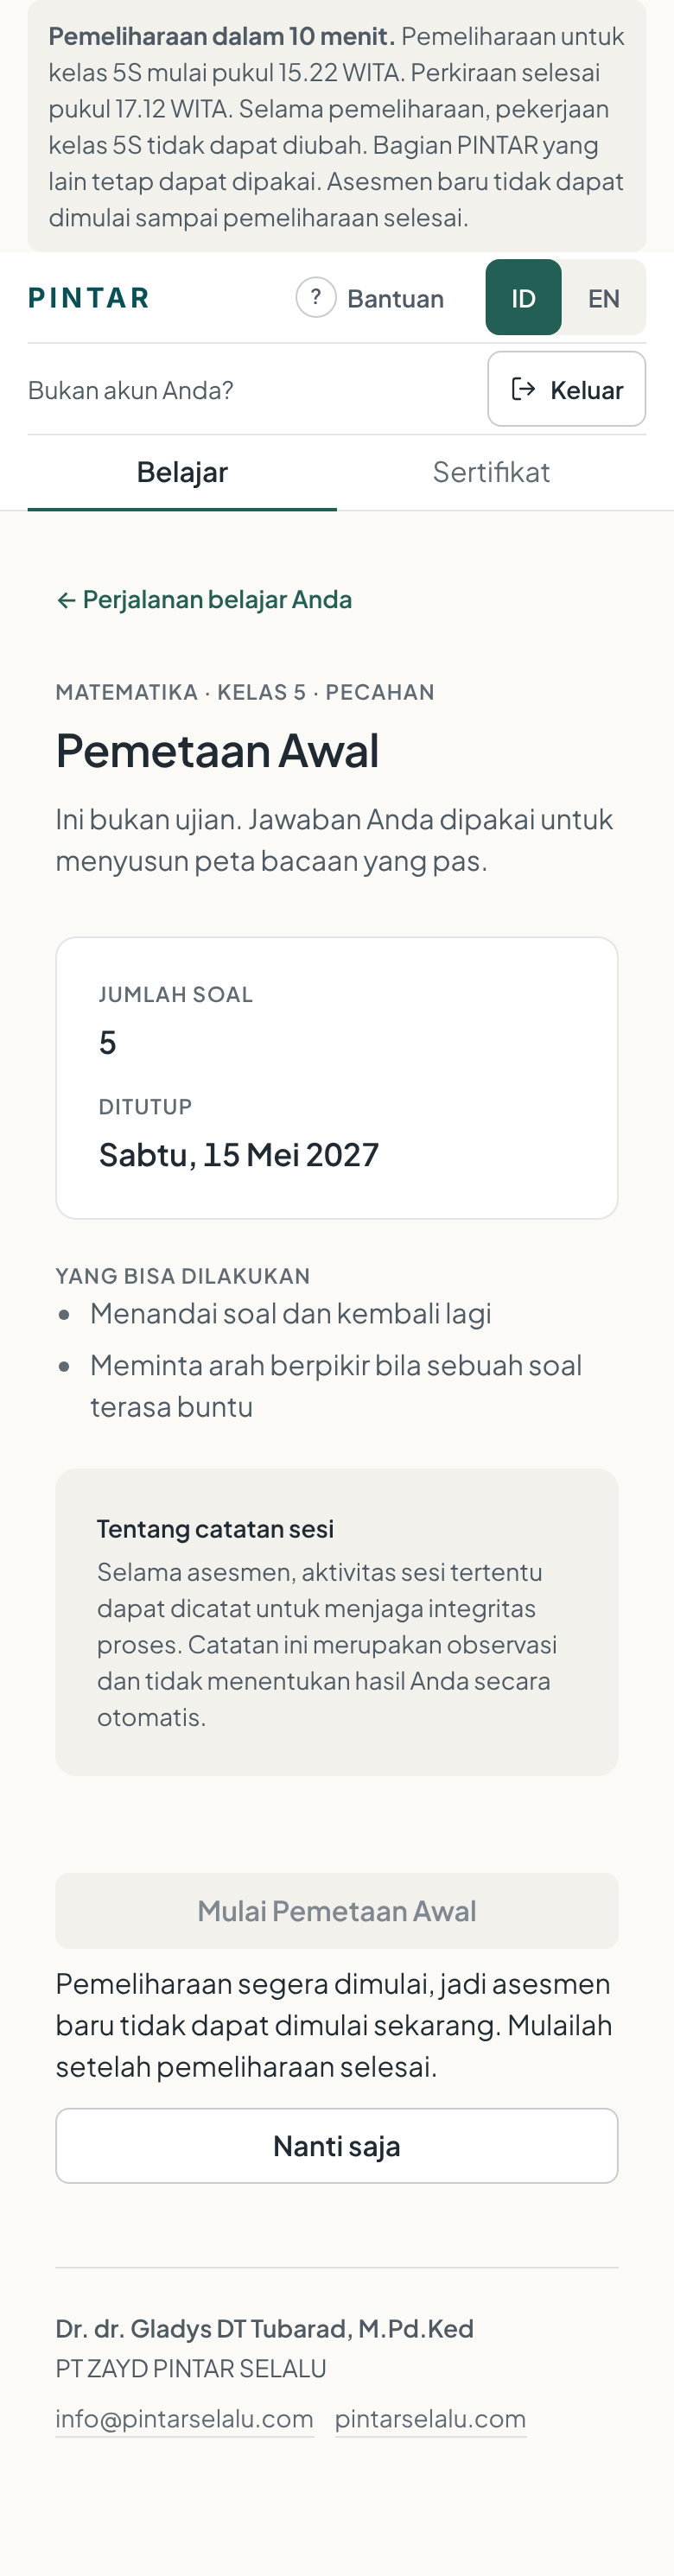 Pemeliharaan dalam 10 menit. Pemeliharaan untuk
kelas 5S mulai pukul 15.22 WITA. Perkiraan selesai
pukul 17.12 WITA. Selama pemeliharaan, pekerjaan
kelas 5S tidak dapat diubah. Bagian PINTAR yang
lain tetap dapat dipakai. Asesmen baru tidak dapat
dimulai sampai pemeliharaan selesai.
PINTAR
? Bantuan
ID
EN
Bukan akun Anda?
Keluar
Belajar
Sertifikat
← Perjalanan belajar Anda
MATEMATIKA · KELAS 5 · PECAHAN
Pemetaan Awal
Ini bukan ujian. Jawaban Anda dipakai untuk
menyusun peta bacaan yang pas.
JUMLAH SOAL
5
DITUTUP
Sabtu, 15 Mei 2027
YANG BISA DILAKUKAN
• Menandai soal dan kembali lagi
• Meminta arah berpikir bila sebuah soal
terasa buntu
Tentang catatan sesi
Selama asesmen, aktivitas sesi tertentu
dapat dicatat untuk menjaga integritas
proses. Catatan ini merupakan observasi
dan tidak menentukan hasil Anda secara
otomatis.
Mulai Pemetaan Awal
Pemeliharaan segera dimulai, jadi asesmen
baru tidak dapat dimulai sekarang. Mulailah
setelah pemeliharaan selesai.
Nanti saja
Dr. dr. Gladys DT Tubarad, M.Pd.Ked
PT ZAYD PINTAR SELALU
info@pintarselalu.com pintarselalu.com